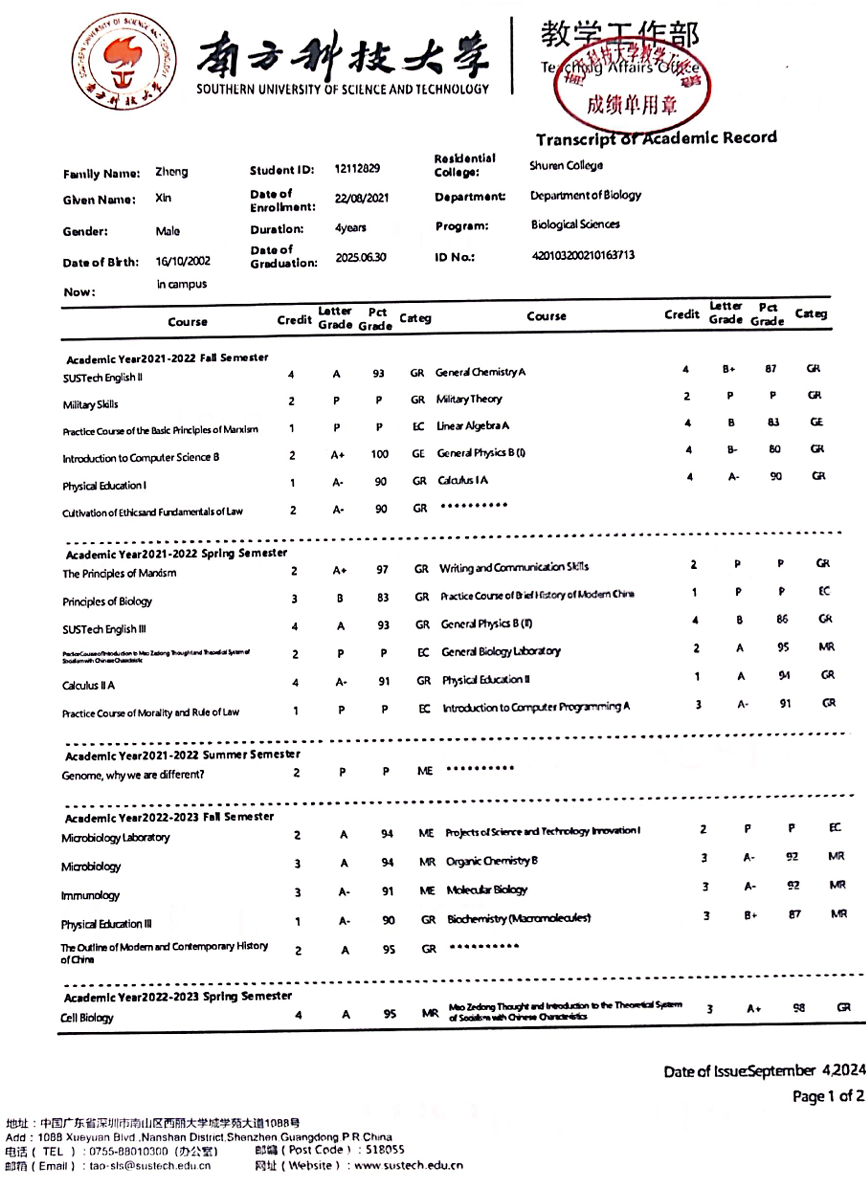 SOUTHERN UNIVERSITY OF SCIENCE AND TECHNOLOGY
南方科技大学
南方科技大学
SOUTHERN UNIVERSITY OF SCIENCE AND TECHNOLOGY
教学工作部
Teaching Affairs Office
南方科技大学教学工作部
成绩单用章
Transcript of Academic Record
Family Name: Zheng Student ID: 12112829 Residential College: Shuren College
Given Name: Xin Date of Enrollment: 22/08/2021 Department: Department of Biology
Gender: Male Duration: 4years Program: Biological Sciences
Date of Birth: 16/10/2002 Date of Graduation: 2025.06.30 ID No.: 420103200210163713
Now: In campus
Course Credit Letter Grade Pct Grade Categ Course Credit Letter Grade Pct Grade Categ
Academic Year2021-2022 Fall Semester
SUSTech English II 4 A 93 GR General Chemistry A 4 B+ 87 GR
Military Skills 2 P P GR Military Theory 2 P P GR
Practice Course of the Basic Principles of Marxism 1 P P EC Linear Algebra A 4 B 83 GE
Introduction to Computer Science B 2 A+ 100 GE General Physics B (I) 4 B- 80 GR
Physical Education I 1 A- 90 GR Calculus I A 4 A- 90 GR
Cultivation of Ethicsand Fundamentals of Law 2 A- 90 GR **********
Academic Year2021-2022 Spring Semester
The Principles of Marxism 2 A+ 97 GR Writing and Communication Skills 2 P P GR
Principles of Biology 3 B 83 GR Practice Course of Brief History of Modern China 1 P P EC
SUSTech English III 4 A 93 GR General Physics B (II) 4 B 86 GR
Practice Course of Introduction to Mao Zedong Thought and Theoretical System of Socialism with Chinese Characteristic 2 P P EC General Biology Laboratory 2 A 95 MR
Calculus II A 4 A- 91 GR Physical Education II 1 A 94 GR
Practice Course of Morality and Rule of Law 1 P P EC Introduction to Computer Programming A 3 A- 91 GR
Academic Year2021-2022 Summer Semester
Genome, why we are different? 2 P P ME **********
Academic Year2022-2023 Fall Semester
Microbiology Laboratory 2 A 94 ME Projects of Science and Technology Innovation I 2 P P EC
Microbiology 3 A 94 MR Organic Chemistry B 3 A- 92 MR
Immunology 3 A- 91 ME Molecular Biology 3 A- 92 MR
Physical Education III 1 A- 90 GR Biochemistry (Macromolecules) 3 B+ 87 MR
The Outline of Modern and Contemporary History of China 2 A 95 GR **********
Academic Year2022-2023 Spring Semester
Cell Biology 4 A 95 MR Mao Zedong Thought and Introduction to the Theoretical System of Socialism with Chinese Characteristics 3 A+ 98 GR
Date of Issue:September 4,2024
Page 1 of 2
地址：中国广东省深圳市南山区西丽大学城学苑大道1088号
Add：1088 Xueyuan Blvd.,Nanshan District,Shenzhen,Guangdong P.R.China
电话（ TEL ）：0755-88010300 (办公室) 邮编（ Post Code ）：518055
邮箱（ Email ）：tao-sls@sustech.edu.cn 网址（ Website ）：www.sustech.edu.cn